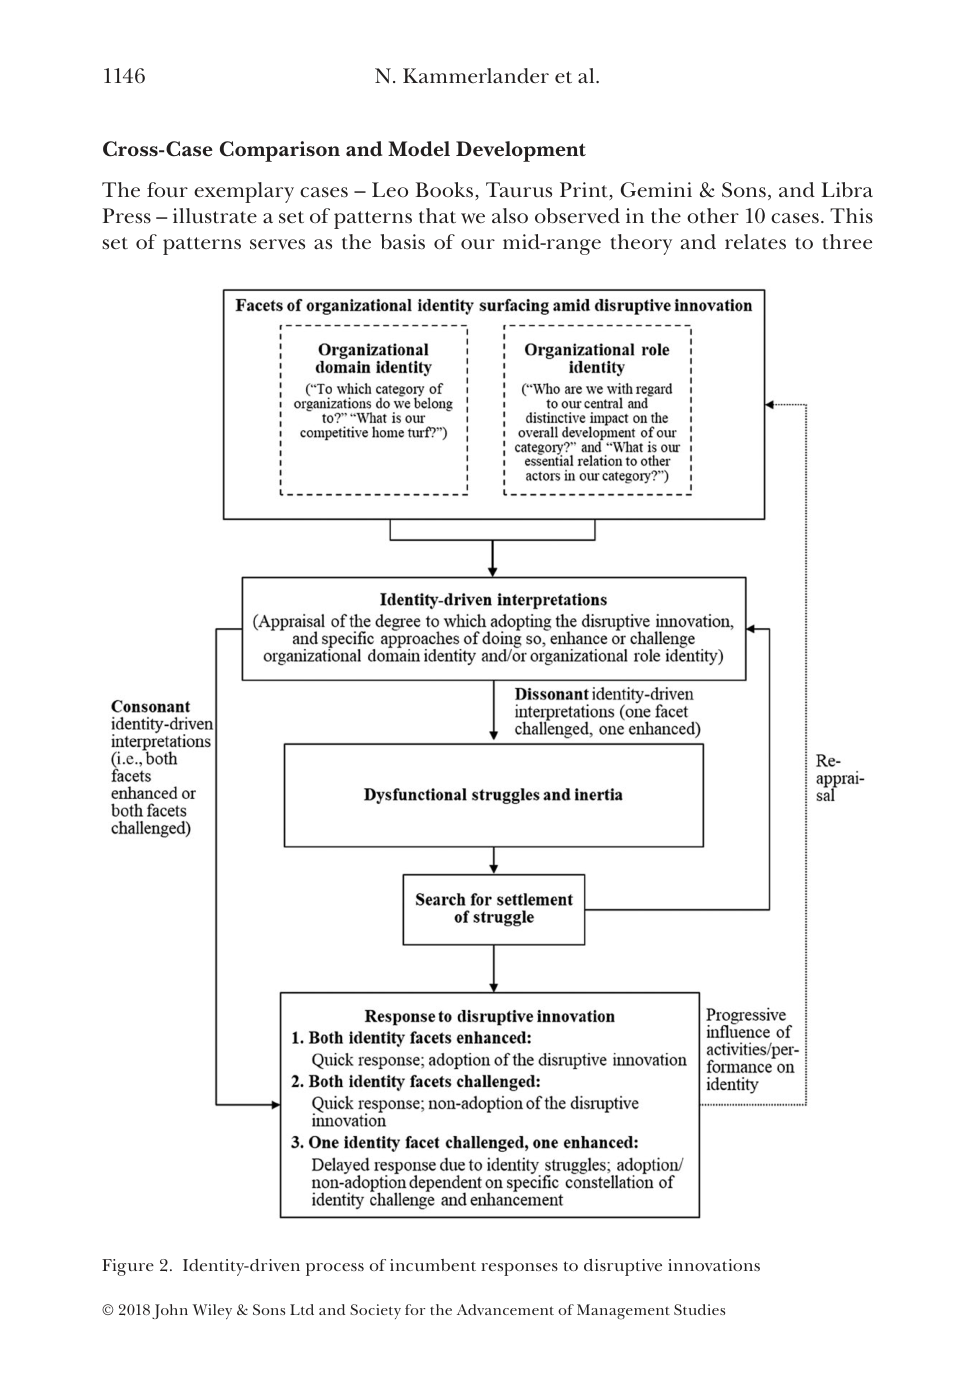 1146
N. Kammerlander et al.
Cross-Case Comparison and Model Development
The four exemplary cases – Leo Books, Taurus Print, Gemini & Sons, and Libra
Press – illustrate a set of patterns that we also observed in the other 10 cases. This
set of patterns serves as the basis of our mid-range theory and relates to three
Facets of organizational identity surfacing amid disruptive innovation
Organizational
domain identity
(“To which category of
organizations do we belong
to?” “What is our
competitive home turf?”)
Organizational role
identity
(“Who are we with regard
to our central and
distinctive impact on the
overall development of our
category?” and “What is our
essential relation to other
actors in our category?”)
Identity-driven interpretations
(Appraisal of the degree to which adopting the disruptive innovation,
and specific approaches of doing so, enhance or challenge
organizational domain identity and/or organizational role identity)
Dissonant identity-driven
interpretations (one facet
challenged, one enhanced)
Consonant
identity-driven
interpretations
(i.e., both
facets
enhanced or
both facets
challenged)
Dysfunctional struggles and inertia
Re-
apprai-
sal
Search for settlement
of struggle
Response to disruptive innovation
1. Both identity facets enhanced:
Quick response; adoption of the disruptive innovation
2. Both identity facets challenged:
Quick response; non-adoption of the disruptive
innovation
3. One identity facet challenged, one enhanced:
Delayed response due to identity struggles; adoption/
non-adoption dependent on specific constellation of
identity challenge and enhancement
Progressive
influence of
activities/per-
formance on
identity
Figure 2. Identity-driven process of incumbent responses to disruptive innovations
© 2018 John Wiley & Sons Ltd and Society for the Advancement of Management Studies